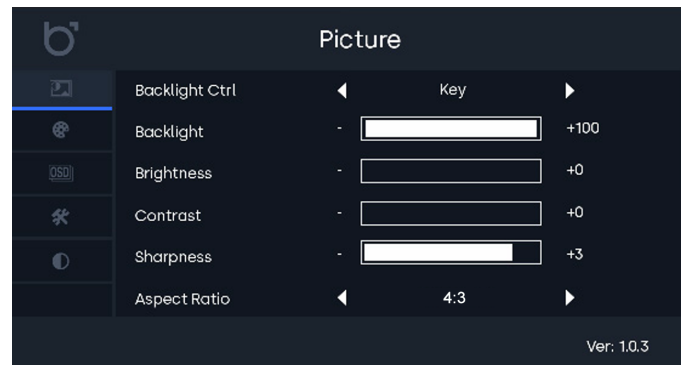 Picture
Backlight Ctrl Key
Backlight - +100
Brightness - +0
OSD
Contrast - +0
Sharpness - +3
Aspect Ratio 4:3
Ver: 1.0.3